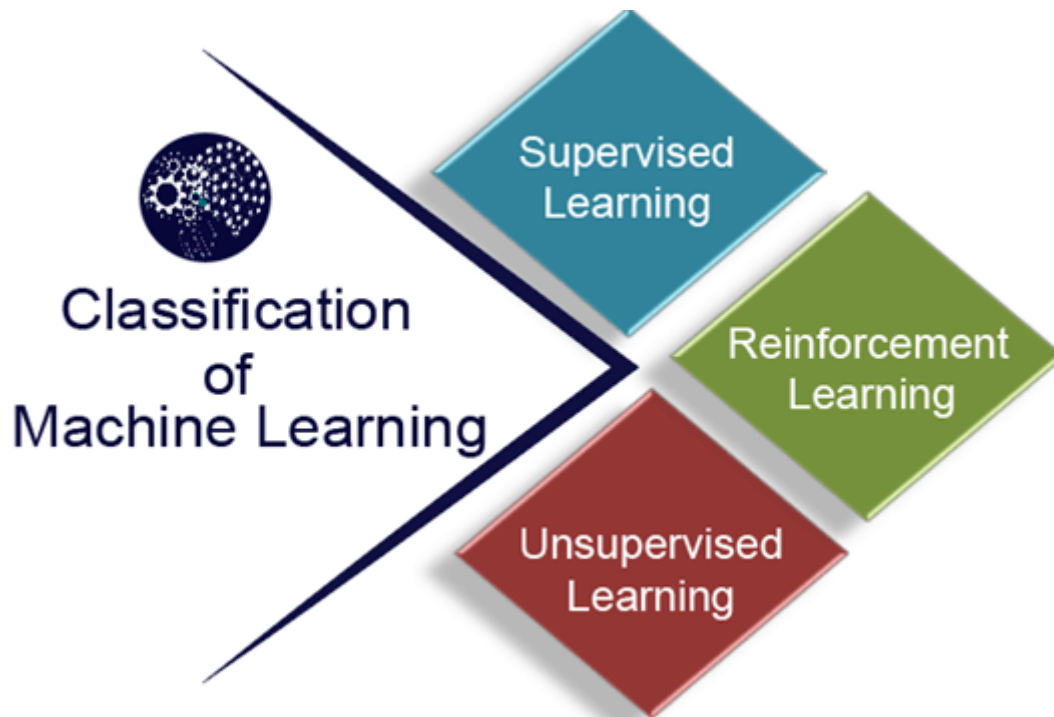 Classification
of
Machine Learning
Supervised
Learning
Reinforcement
Learning
Unsupervised
Learning